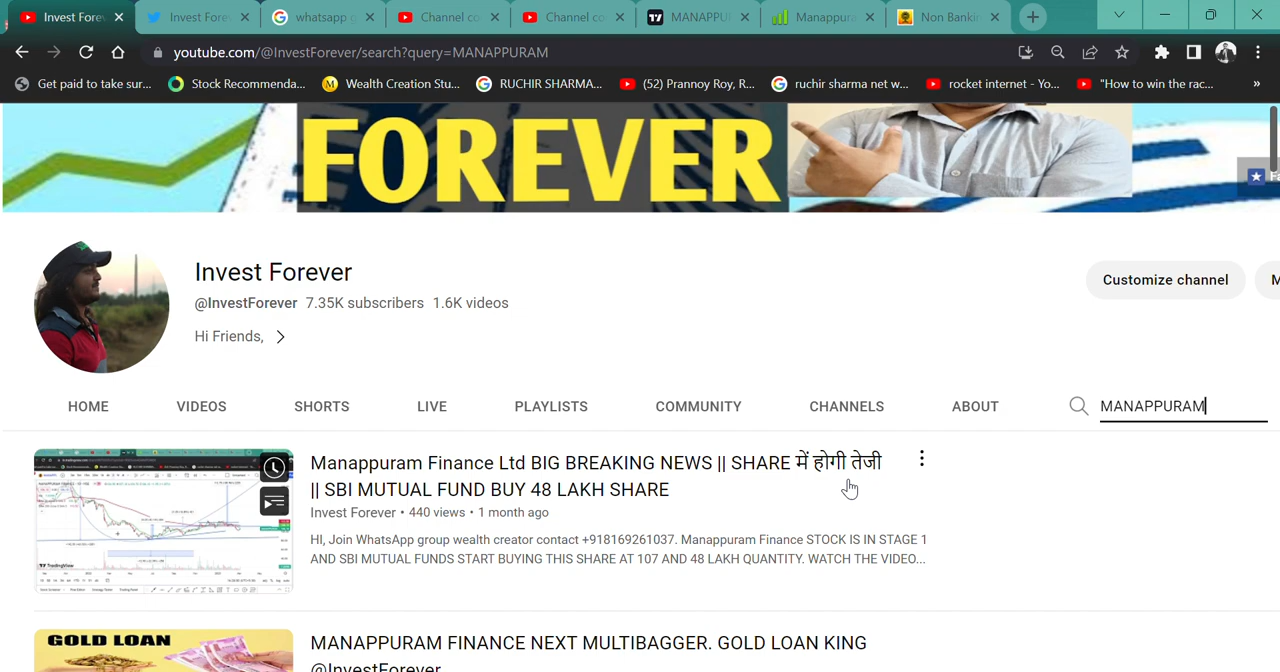 Invest Forev
Invest Forev
whatsapp g
Channel co
Channel co
MANAPPU
Manappura
Non Bankin
youtube.com/@InvestForever/search?query=MANAPPURAM
Get paid to take sur...
Stock Recommenda...
Wealth Creation Stu...
RUCHIR SHARMA...
(52) Prannoy Roy, R...
ruchir sharma net w...
rocket internet - Yo...
"How to win the rac...
»
FOREVER
Fa
Invest Forever
@InvestForever 7.35K subscribers 1.6K videos
Hi Friends,
Customize channel
M
HOME VIDEOS SHORTS LIVE PLAYLISTS COMMUNITY CHANNELS ABOUT
MANAPPURAM
Manappuram Finance Ltd BIG BREAKING NEWS || SHARE में होगी तेजी
|| SBI MUTUAL FUND BUY 48 LAKH SHARE
Invest Forever • 440 views • 1 month ago
HI, Join WhatsApp group wealth creator contact +918169261037. Manappuram Finance STOCK IS IN STAGE 1
AND SBI MUTUAL FUNDS START BUYING THIS SHARE AT 107 AND 48 LAKH QUANTITY. WATCH THE VIDEO...
TradingView
GOLD LOAN
MANAPPURAM FINANCE NEXT MULTIBAGGER. GOLD LOAN KING
@InvestForever